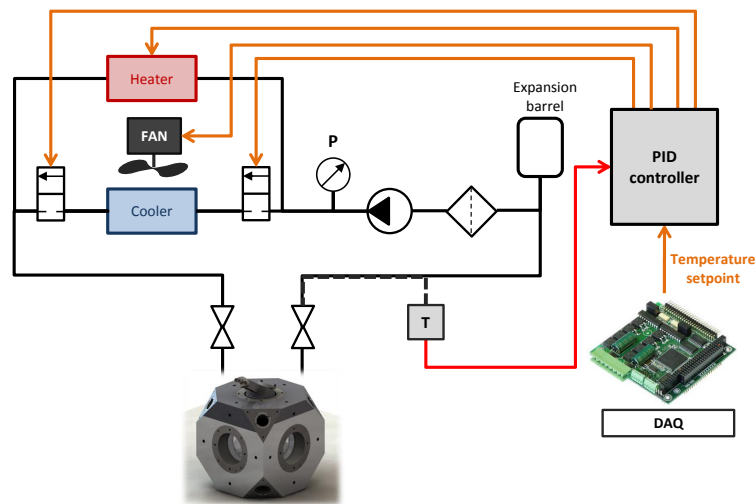 Heater
Expansion
barrel
FAN
P
PID
controller
Cooler
Temperature
setpoint
T
DAQ